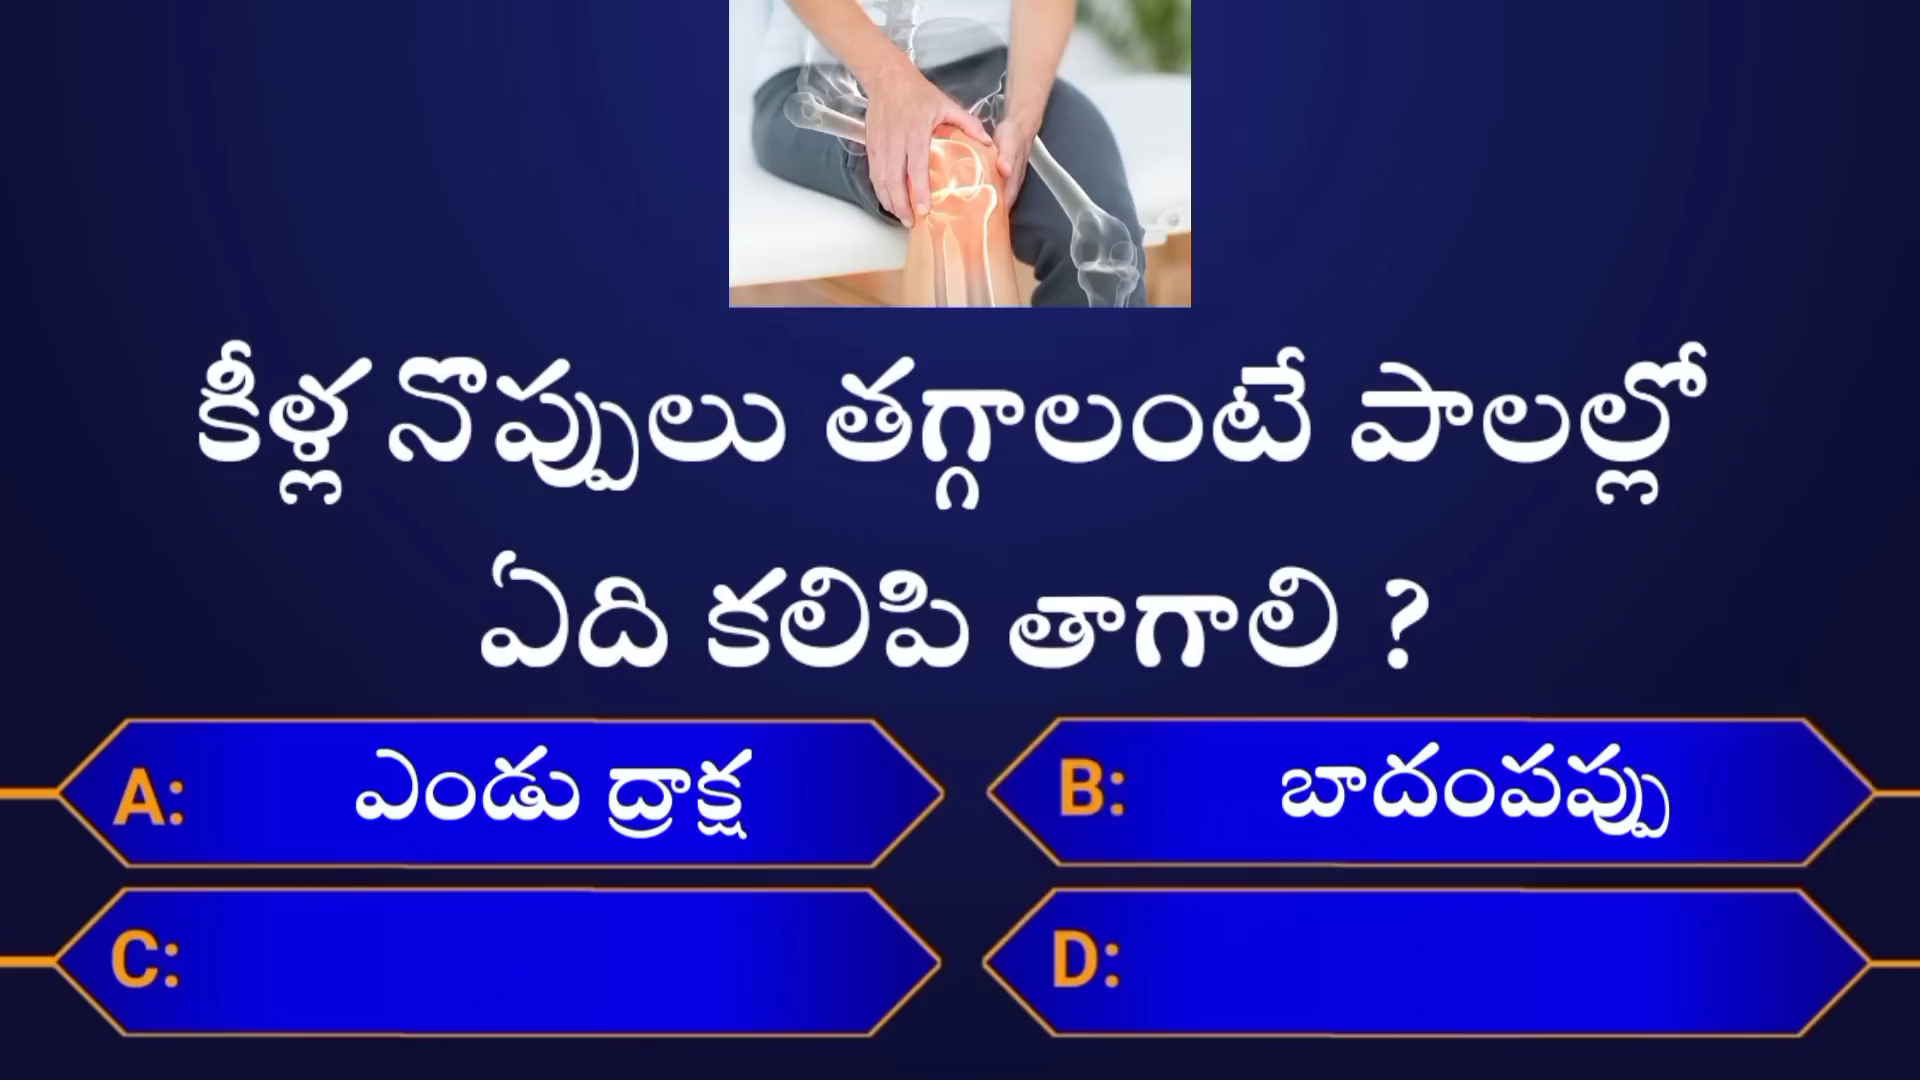 కీళ్ల నొప్పులు తగ్గాలంటే పాలల్లో
ఏది కలిపి తాగాలి ?
A: ఎండు ద్రాక్ష
B: బాదంపప్పు
C:
D: